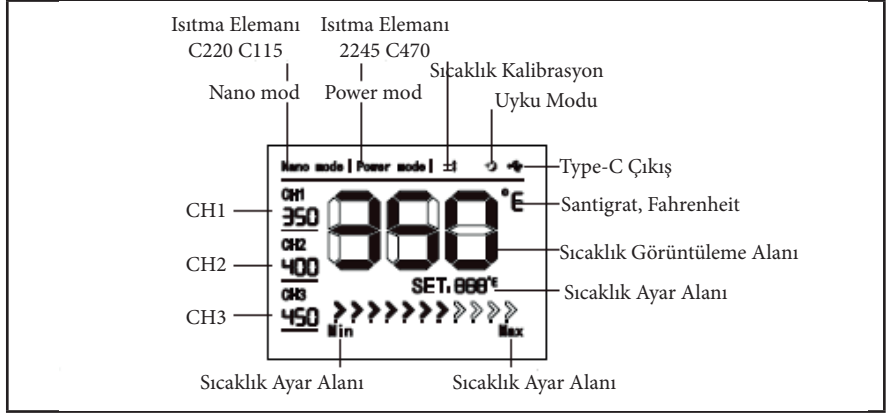 Isıtma Elemanı Isıtma Elemanı
C220 C115 2245 C470
Sıcaklık Kalibrasyon
Nano mod Power mod Uyku Modu
Nano mode | Power mode |
Type-C Çıkış
CH1
350
350
°E
CH1
Santigrat, Fahrenheit
CH2
400
CH2
Sıcaklık Görüntüleme Alanı
SET: 888°E
Sıcaklık Ayar Alanı
CH3
450
CH3
Min Max
Sıcaklık Ayar Alanı Sıcaklık Ayar Alanı